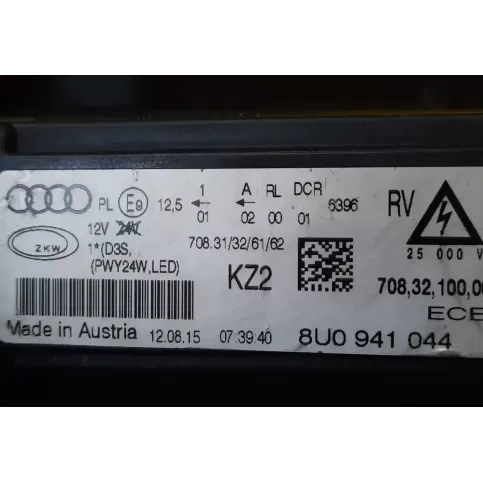 PL E9 12,5 1 A RL DCR 6396 RV
01 02 00 01
12V 24V
ZKW 1*(D3S, 708.31/32/61/62 25 000 V
(PWY24W,LED) KZ2 708,32,100,0
ECE
Made in Austria 12.08.15 07:39:40 8U0 941 044